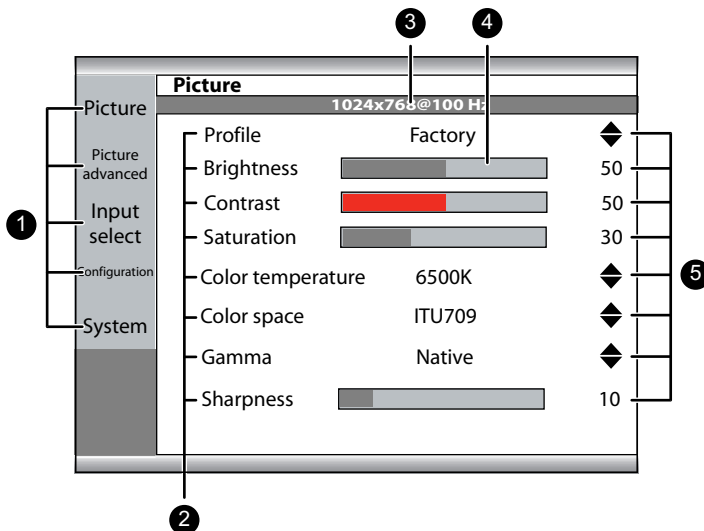 3 4
Picture
1024x768@100 Hz
Picture
Picture
advanced
Input
select
Configuration
System
Profile Factory
Brightness 50
Contrast 50
Saturation 30
Color temperature 6500K
Color space ITU709
Gamma Native
Sharpness 10
1
5
2